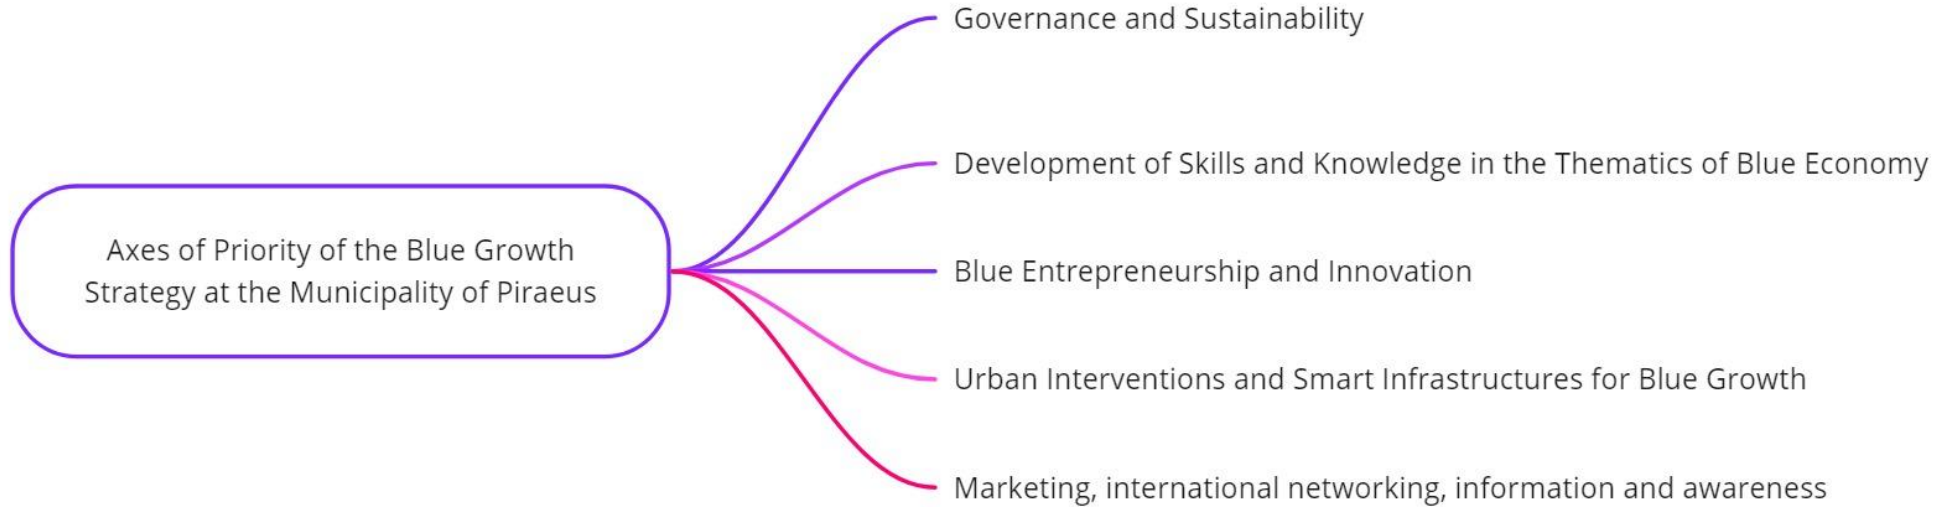 Axes of Priority of the Blue Growth
Strategy at the Municipality of Piraeus
Governance and Sustainability
Development of Skills and Knowledge in the Thematics of Blue Economy
Blue Entrepreneurship and Innovation
Urban Interventions and Smart Infrastructures for Blue Growth
Marketing, international networking, information and awareness